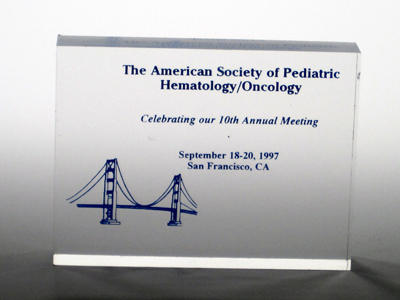 The American Society of Pediatric
Hematology/Oncology
Celebrating our 10th Annual Meeting
September 18-20, 1997
San Francisco, CA